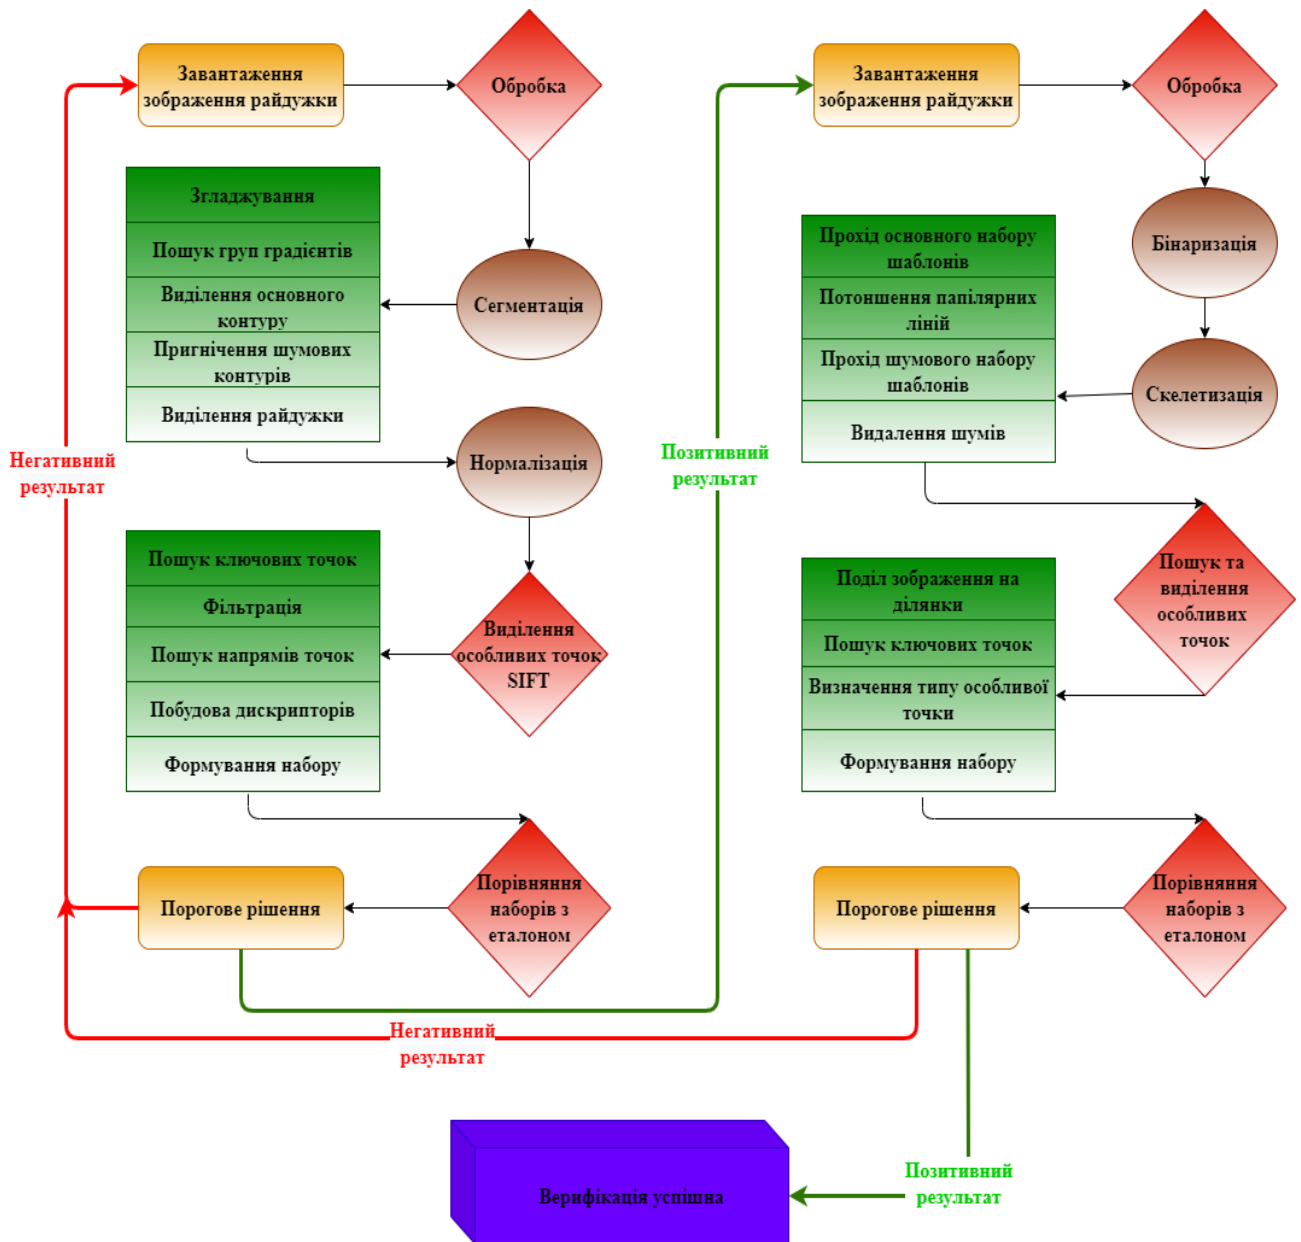 Завантаження
зображення райдужки
Обробка
Згладжування
Пошук груп градієнтів
Виділення основного
контуру
Пригнічення шумових
контурів
Виділення райдужки
Сегментація
Нормалізація
Негативний
результат
Пошук ключових точок
Фільтрація
Пошук напрямів точок
Побудова дискрипторів
Формування набору
Виділення
особливих точок
SIFT
Порівняння
наборів з
еталоном
Порогове рішення
Позитивний
результат
Завантаження
зображення райдужки
Обробка
Бінаризація
Скелетизація
Прохід основного набору
шаблонів
Потоншення папілярних
ліній
Прохід шумового набору
шаблонів
Видалення шумів
Пошук та
виділення
особливих
точок
Поділ зображення на
ділянки
Пошук ключових точок
Визначення типу особливої
точки
Формування набору
Порівняння
наборів з
еталоном
Порогове рішення
Негативний
результат
Позитивний
результат
Верифікація успішна